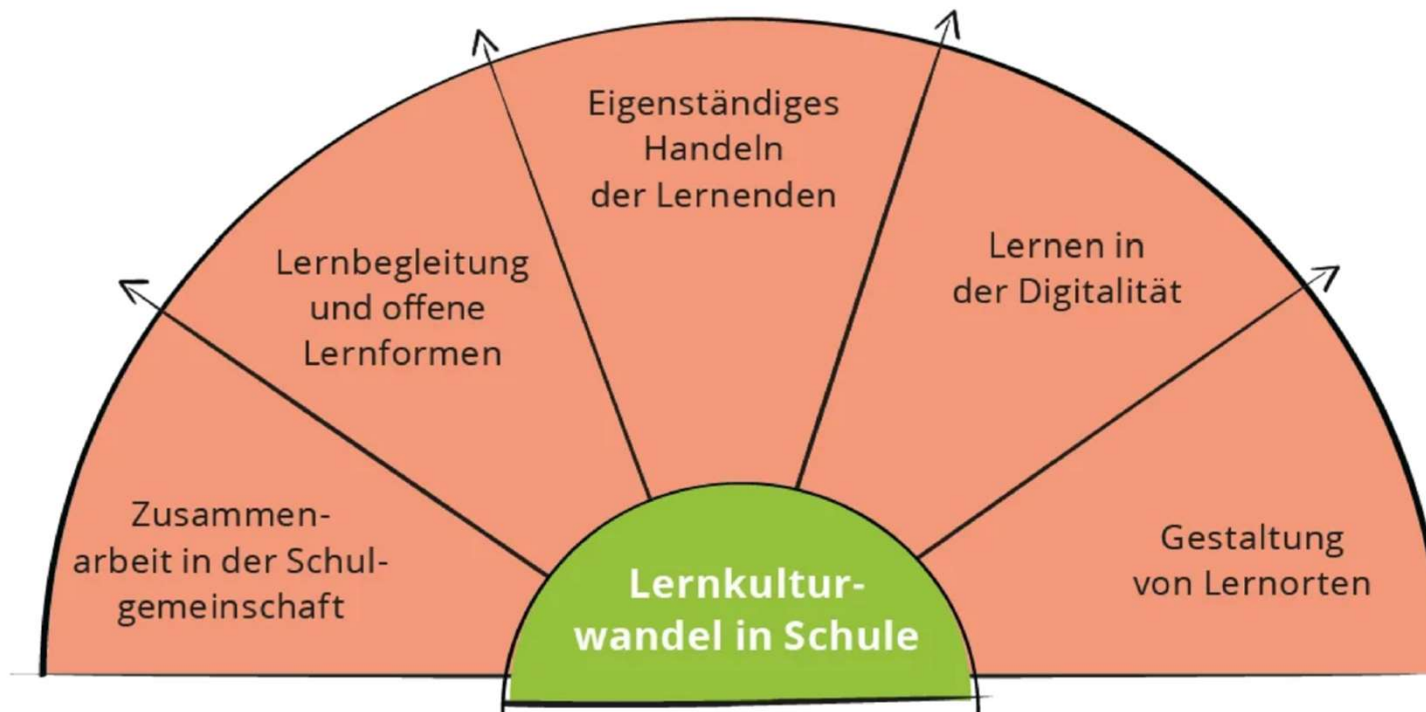 Eigenständiges
Handeln
der Lernenden
Lernbegleitung
und offene
Lernformen
Lernen in
der Digitalität
Zusammen-
arbeit in der Schul-
gemeinschaft
Gestaltung
von Lernorten
Lernkultur-
wandel in Schule